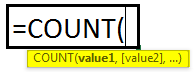 =COUNT(
COUNT(value1, [value2], ...)